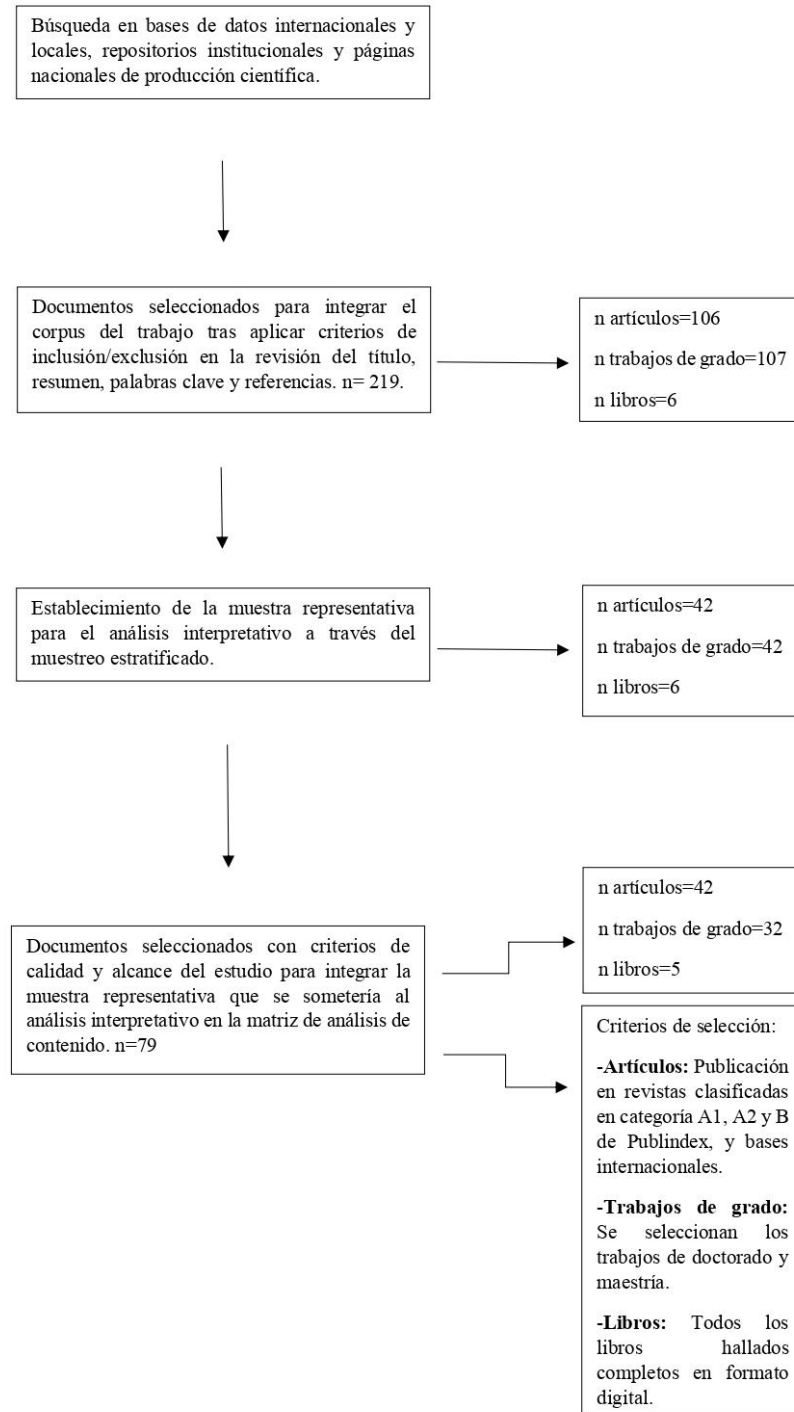 Búsqueda en bases de datos internacionales y
locales, repositorios institucionales y páginas
nacionales de producción científica.
Documentos seleccionados para integrar el
corpus del trabajo tras aplicar criterios de
inclusión/exclusión en la revisión del título,
resumen, palabras clave y referencias. n= 219.
n artículos=106
n trabajos de grado=107
n libros=6
Establecimiento de la muestra representativa
para el análisis interpretativo a través del
muestreo estratificado.
n artículos=42
n trabajos de grado=42
n libros=6
Documentos seleccionados con criterios de
calidad y alcance del estudio para integrar la
muestra representativa que se sometería al
análisis interpretativo en la matriz de análisis de
contenido. n=79
n artículos=42
n trabajos de grado=32
n libros=5
Criterios de selección:
-Artículos: Publicación
en revistas clasificadas
en categoría A1, A2 y B
de Publindex, y bases
internacionales.
-Trabajos de grado:
Se seleccionan los
trabajos de doctorado y
maestría.
-Libros: Todos los
libros hallados
completos en formato
digital.